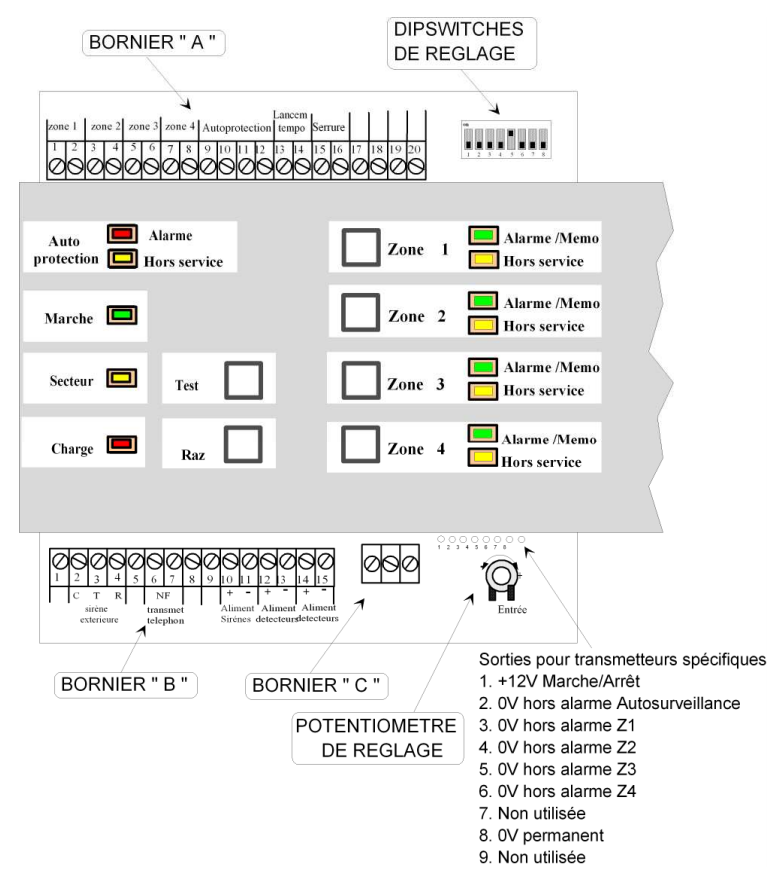 BORNIER " A "
DIPSWITCHES
DE REGLAGE
zone 1 zone 2 zone 3 zone 4 Autoprotection Lancem
tempo Serrure
1 2 3 4 5 6 7 8 9 10 11 12 13 14 15 16 17 18 19 20
1 2 3 4 5 6 7 8
Auto
protection
Alarme
Hors service
Marche
Secteur
Charge
Test
Raz
Zone 1
Alarme /Memo
Hors service
Zone 2
Alarme /Memo
Hors service
Zone 3
Alarme /Memo
Hors service
Zone 4
Alarme /Memo
Hors service
1 2 3 4 5 6 7 8 9 10 11 12 13 14 15
C T R NF + - + - + -
sirène
exterieure
transmet
telephon
Aliment
Sirènes
Aliment
detecteurs
Aliment
detecteurs
1 2 3 4 5 6 7 8
+
Entrée
BORNIER " B "
BORNIER " C "
POTENTIOMETRE
DE REGLAGE
Sorties pour transmetteurs spécifiques
1. +12V Marche/Arrêt
2. 0V hors alarme Autosurveillance
3. 0V hors alarme Z1
4. 0V hors alarme Z2
5. 0V hors alarme Z3
6. 0V hors alarme Z4
7. Non utilisée
8. 0V permanent
9. Non utilisée